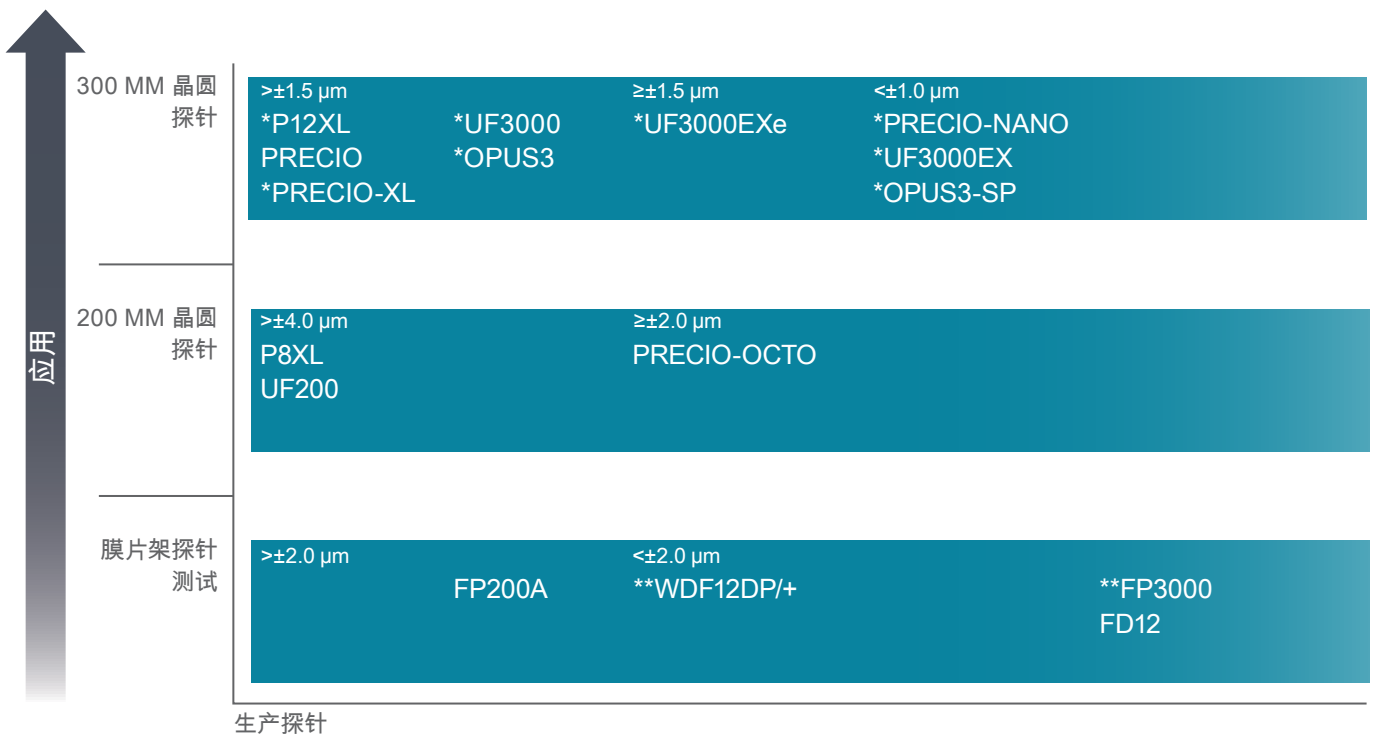 300 MM 晶圆
探针
>±1.5 μm
≥±1.5 μm
<±1.0 μm
*P12XL
*UF3000
*UF3000EXe
*PRECIO-NANO
PRECIO
*OPUS3
*UF3000EX
*PRECIO-XL
*OPUS3-SP
应用
200 MM 晶圆
探针
>±4.0 μm
≥±2.0 μm
P8XL
PRECIO-OCTO
UF200
膜片架探针
测试
>±2.0 μm
<±2.0 μm
FP200A
**WDF12DP/+
**FP3000
FD12
生产探针